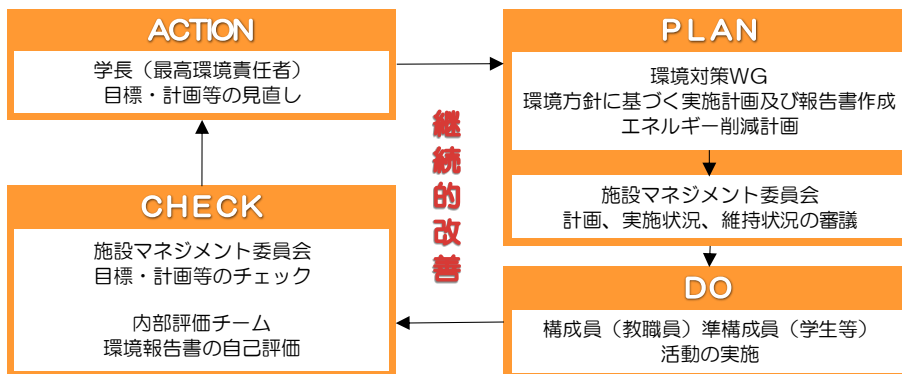 ACTION
学長（最高環境責任者）
目標・計画等の見直し
PLAN
環境対策WG
環境方針に基づく実施計画及び報告書作成
エネルギー削減計画
施設マネジメント委員会
計画、実施状況、維持状況の審議
継続的改善
CHECK
施設マネジメント委員会
目標・計画等のチェック
内部評価チーム
環境報告書の自己評価
DO
構成員（教職員）準構成員（学生等）
活動の実施